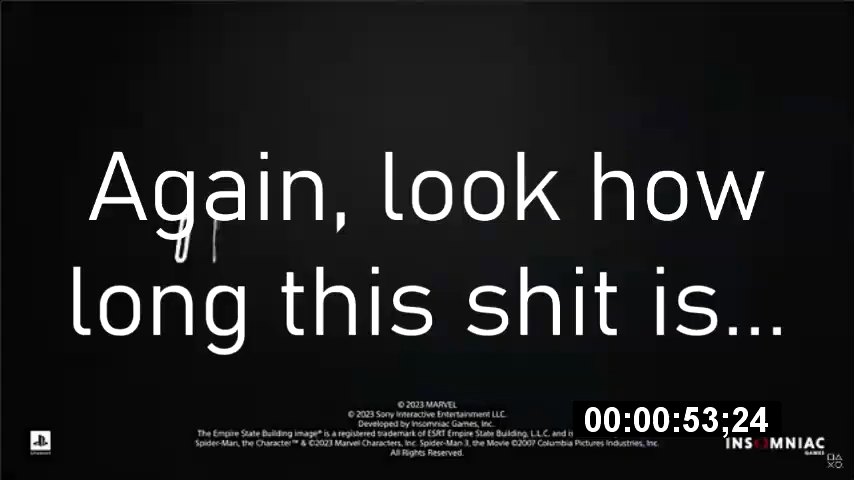 Again, look how
long this shit is...
© 2023 MARVEL
© 2023 Sony Interactive Entertainment LLC.
Developed by Insomniac Games, Inc.
The Empire State Building image® is a registered trademark of ESRT Empire State Building, L.L.C. and is
Spider-Man, the Character™ & ©2023 Marvel Characters, Inc. Spider-Man 3, the Movie ©2007 Columbia Pictures Industries, Inc.
All Rights Reserved.
00:00:53;24
INSOMNIAC
GAMES